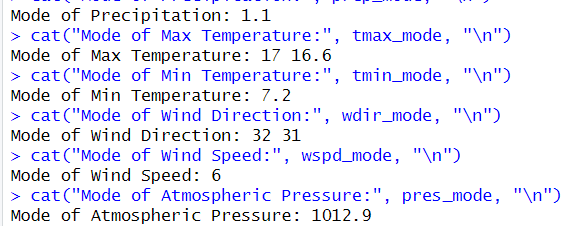 Mode of Precipitation: 1.1
> cat("Mode of Max Temperature:", tmax_mode, "\n")
Mode of Max Temperature: 17 16.6
> cat("Mode of Min Temperature:", tmin_mode, "\n")
Mode of Min Temperature: 7.2
> cat("Mode of Wind Direction:", wdir_mode, "\n")
Mode of Wind Direction: 32 31
> cat("Mode of Wind Speed:", wspd_mode, "\n")
Mode of Wind Speed: 6
> cat("Mode of Atmospheric Pressure:", pres_mode, "\n")
Mode of Atmospheric Pressure: 1012.9